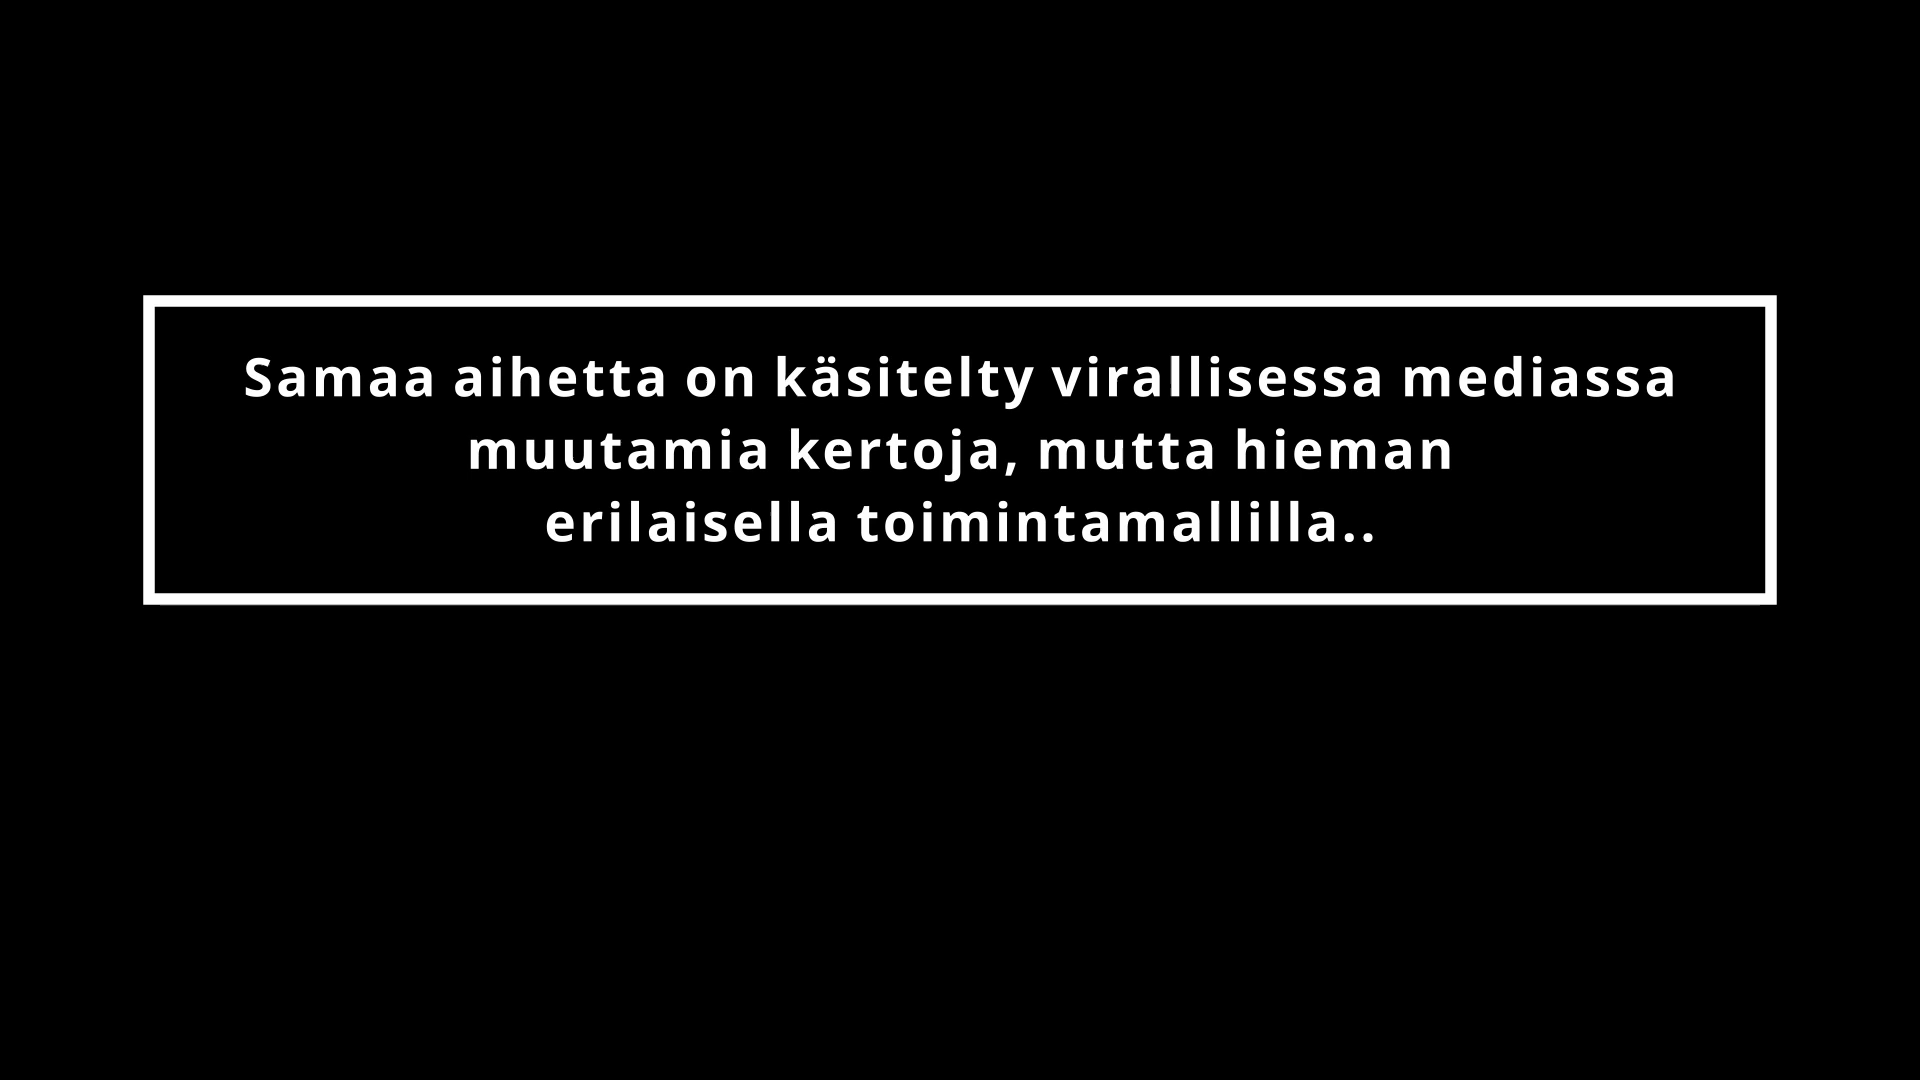 Samaa aihetta on käsitelty virallisessa mediassa
muutamia kertoja, mutta hieman
erilaisella toimintamallilla..